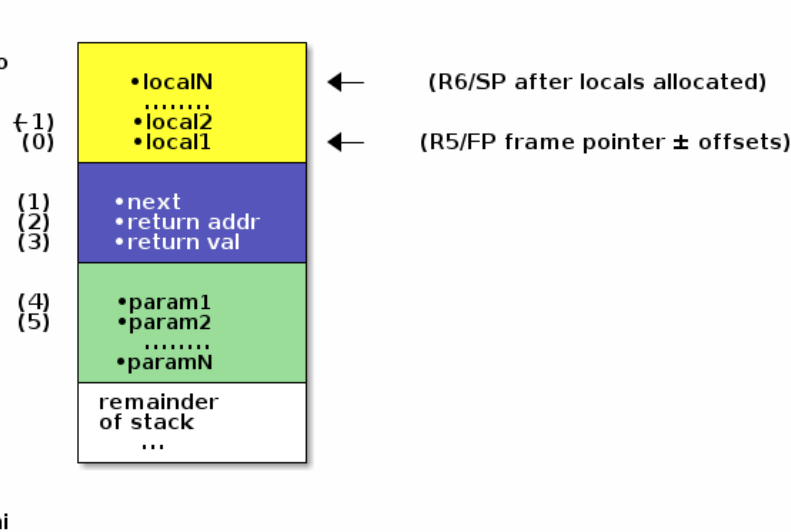 o
•localN
........
(-1) •local2
(0) •local1
(R6/SP after locals allocated)
(R5/FP frame pointer ± offsets)
(1) •next
(2) •return addr
(3) •return val
(4) •param1
(5) •param2
........
•paramN
remainder
of stack
...